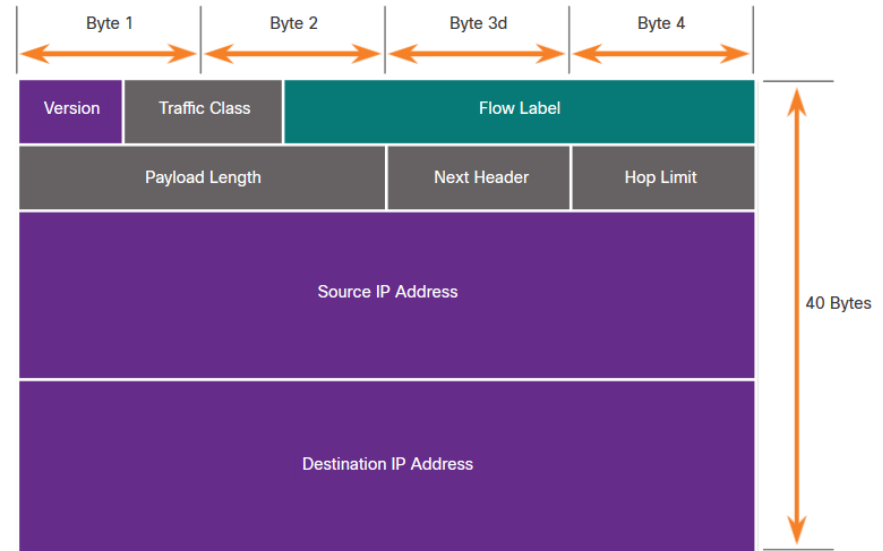 Byte 1 Byte 2 Byte 3d Byte 4
Version Traffic Class Flow Label
Payload Length Next Header Hop Limit
Source IP Address
40 Bytes
Destination IP Address